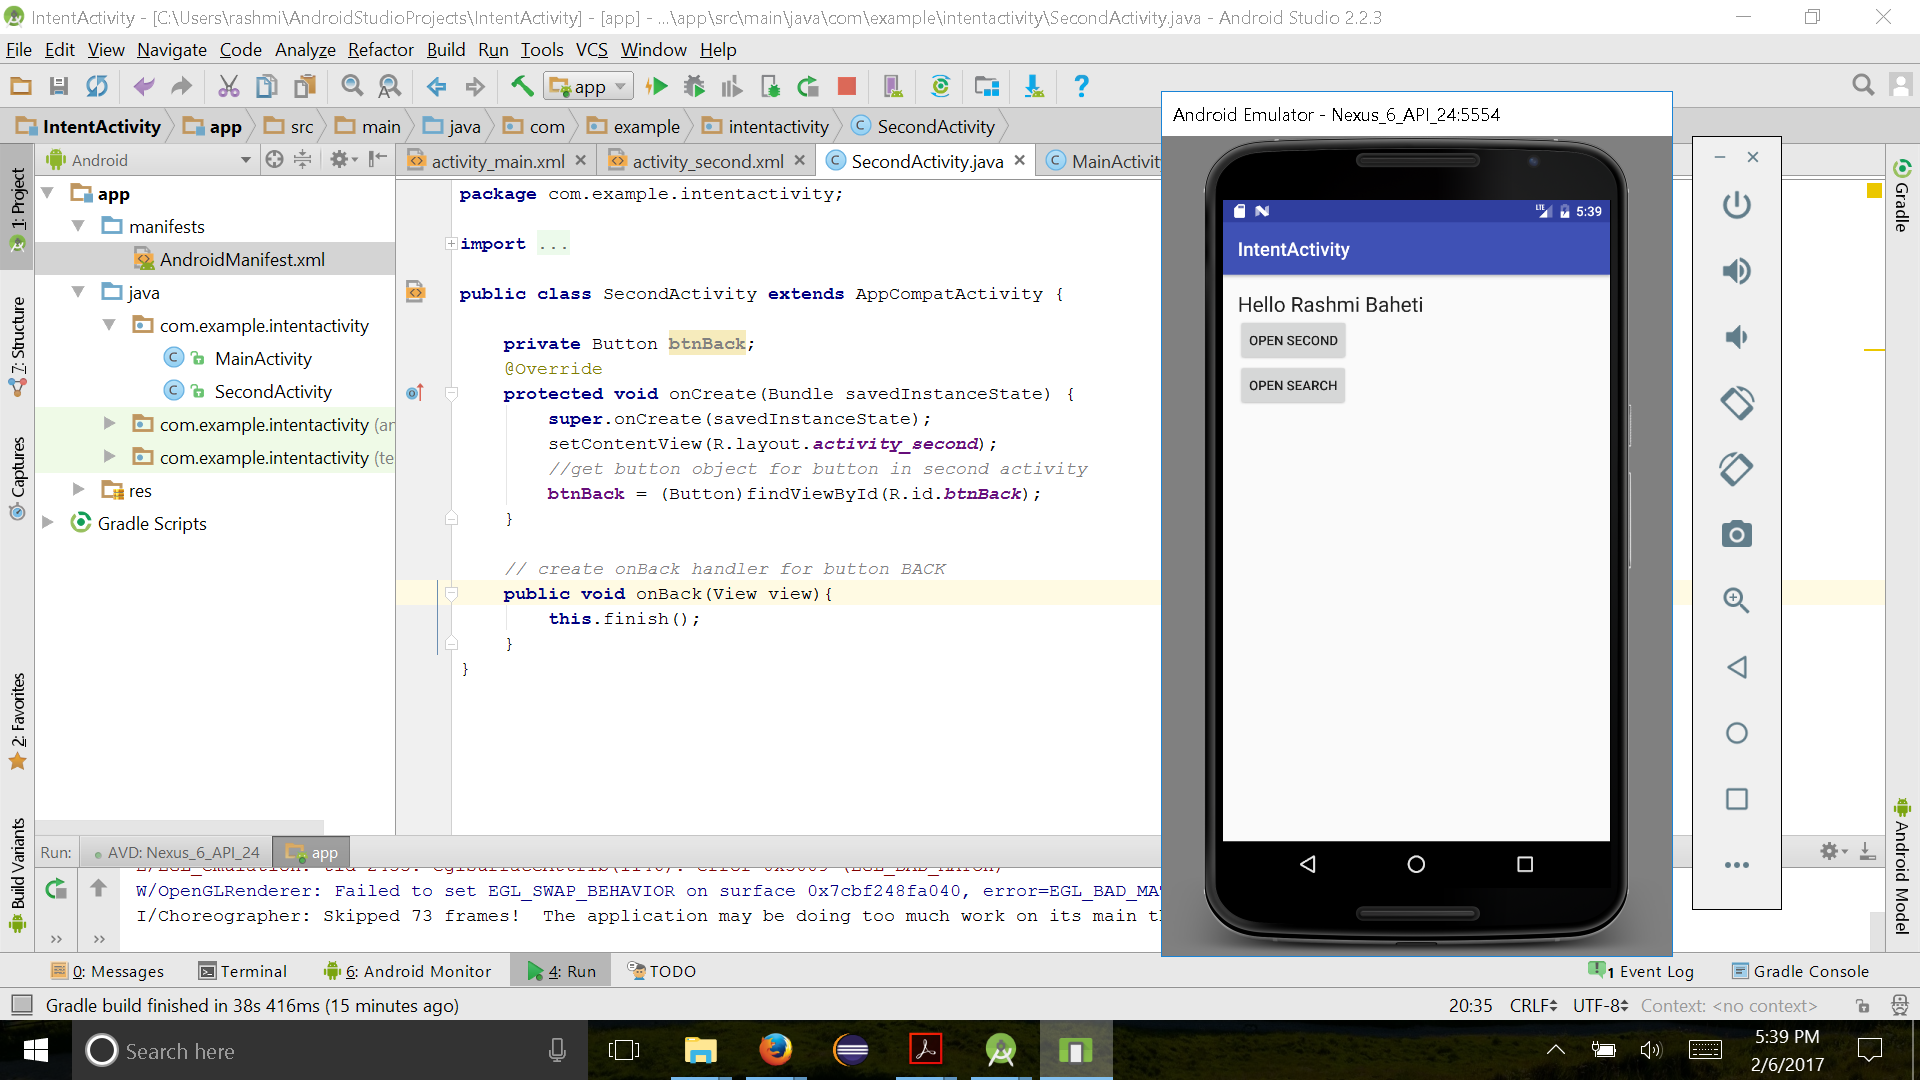 IntentActivity - [C:\Users\rashmi\AndroidStudioProjects\IntentActivity] - [app] - ...\app\src\main\java\com\example\intentactivity\SecondActivity.java - Android Studio 2.2.3
File Edit View Navigate Code Analyze Refactor Build Run Tools VCS Window Help
app
IntentActivity app src main java com example intentactivity SecondActivity
Android
activity_main.xml activity_second.xml SecondActivity.java MainActivit
1: Project
7: Structure
Captures
2: Favorites
Build Variants
app
manifests
AndroidManifest.xml
java
com.example.intentactivity
MainActivity
SecondActivity
com.example.intentactivity (an
com.example.intentactivity (te
res
Gradle Scripts
package com.example.intentactivity;
import ...
public class SecondActivity extends AppCompatActivity {
private Button btnBack;
@Override
protected void onCreate(Bundle savedInstanceState) {
super.onCreate(savedInstanceState);
setContentView(R.layout.activity_second);
//get button object for button in second activity
btnBack = (Button)findViewById(R.id.btnBack);
}
// create onBack handler for button BACK
public void onBack(View view){
this.finish();
}
}
Android Emulator - Nexus_6_API_24:5554
LTE 5:39
IntentActivity
Hello Rashmi Baheti
OPEN SECOND
OPEN SEARCH
Gradle
Android Model
Run: AVD: Nexus_6_API_24 app
W/OpenGLRenderer: Failed to set EGL_SWAP_BEHAVIOR on surface 0x7cbf248fa040, error=EGL_BAD_MA
I/Choreographer: Skipped 73 frames! The application may be doing too much work on its main th
0: Messages Terminal 6: Android Monitor 4: Run TODO 1 Event Log Gradle Console
Gradle build finished in 38s 416ms (15 minutes ago) 20:35 CRLF UTF-8 Context: <no context>
Search here
5:39 PM
2/6/2017